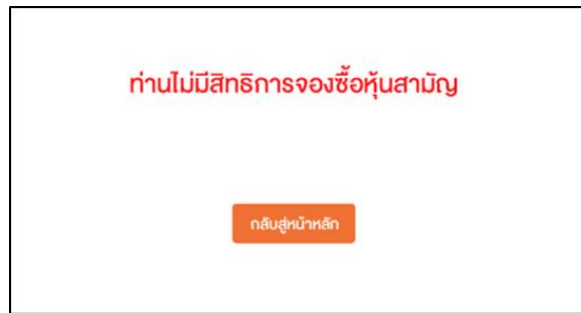 ท่านไม่มีสิทธิการจองซื้อหุ้นสามัญ
กลับสู่หน้าหลัก